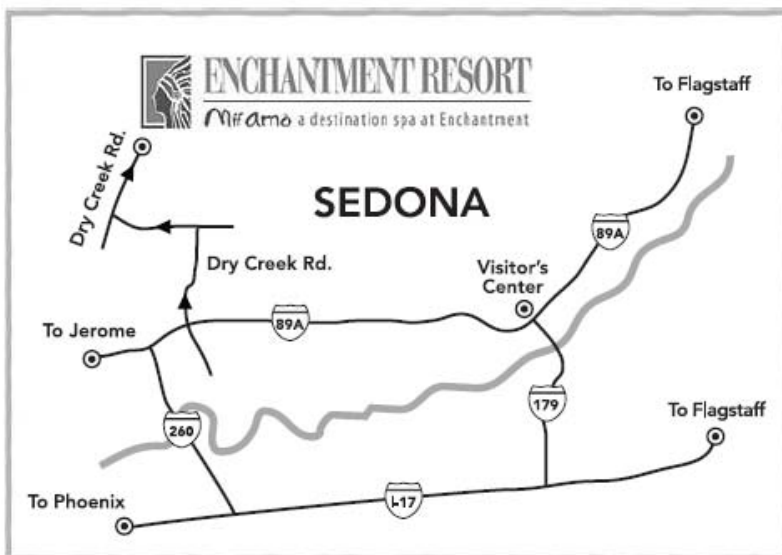 ENCHANTMENT RESORT
Mii amo a destination spa at Enchantment
To Flagstaff
Dry Creek Rd.
SEDONA
89A
Dry Creek Rd.
Visitor's
Center
To Jerome
89A
179
To Flagstaff
260
To Phoenix
I-17